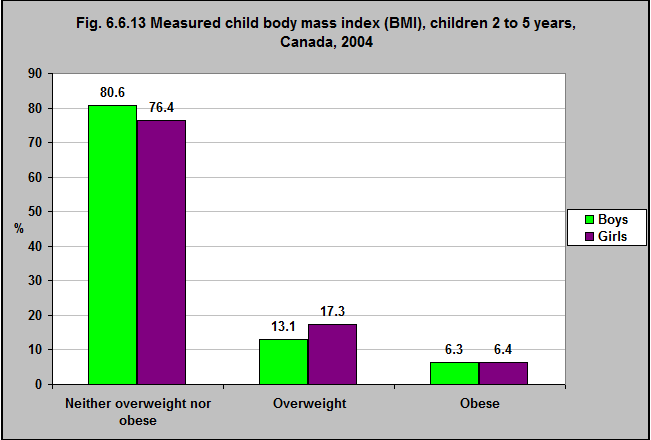 Fig. 6.6.13 Measured child body mass index (BMI), children 2 to 5 years,
Canada, 2004
90
80
70
60
50
40
30
20
10
0
%
80.6
76.4
13.1
17.3
6.3
6.4
Neither overweight nor
obese
Overweight
Obese
Boys
Girls